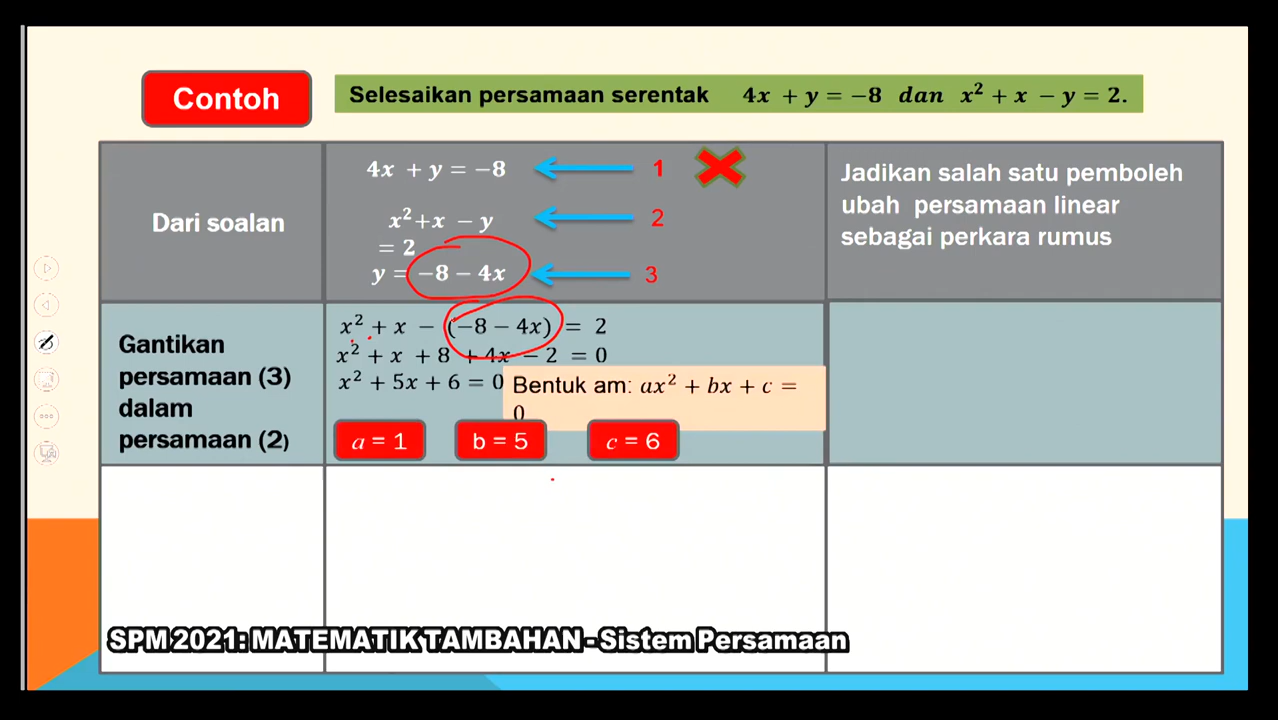 Contoh
Selesaikan persamaan serentak 4x + y = −8 dan x² + x − y = 2.
Dari soalan
4x + y = −8
1
x²+x − y
= 2
2
y = −8 − 4x
3
Jadikan salah satu pemboleh
ubah persamaan linear
sebagai perkara rumus
Gantikan
persamaan (3)
dalam
persamaan (2)
x² + x − (−8 − 4x) = 2
x² + x + 8 + 4x − 2 = 0
x² + 5x + 6 = 0
Bentuk am: ax² + bx + c =
0
a = 1
b = 5
c = 6
SPM 2021: MATEMATIK TAMBAHAN - Sistem Persamaan